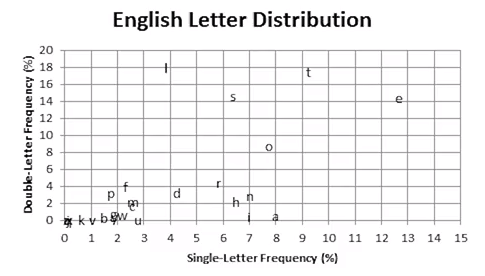 English Letter Distribution
20
18
16
14
12
10
8
6
4
2
0
Double-Letter Frequency (%)
l
t
s
e
o
r
f
p
d
n
m
h
c
g w
k v b u i a
0 1 2 3 4 5 6 7 8 9 10 11 12 13 14 15
Single-Letter Frequency (%)